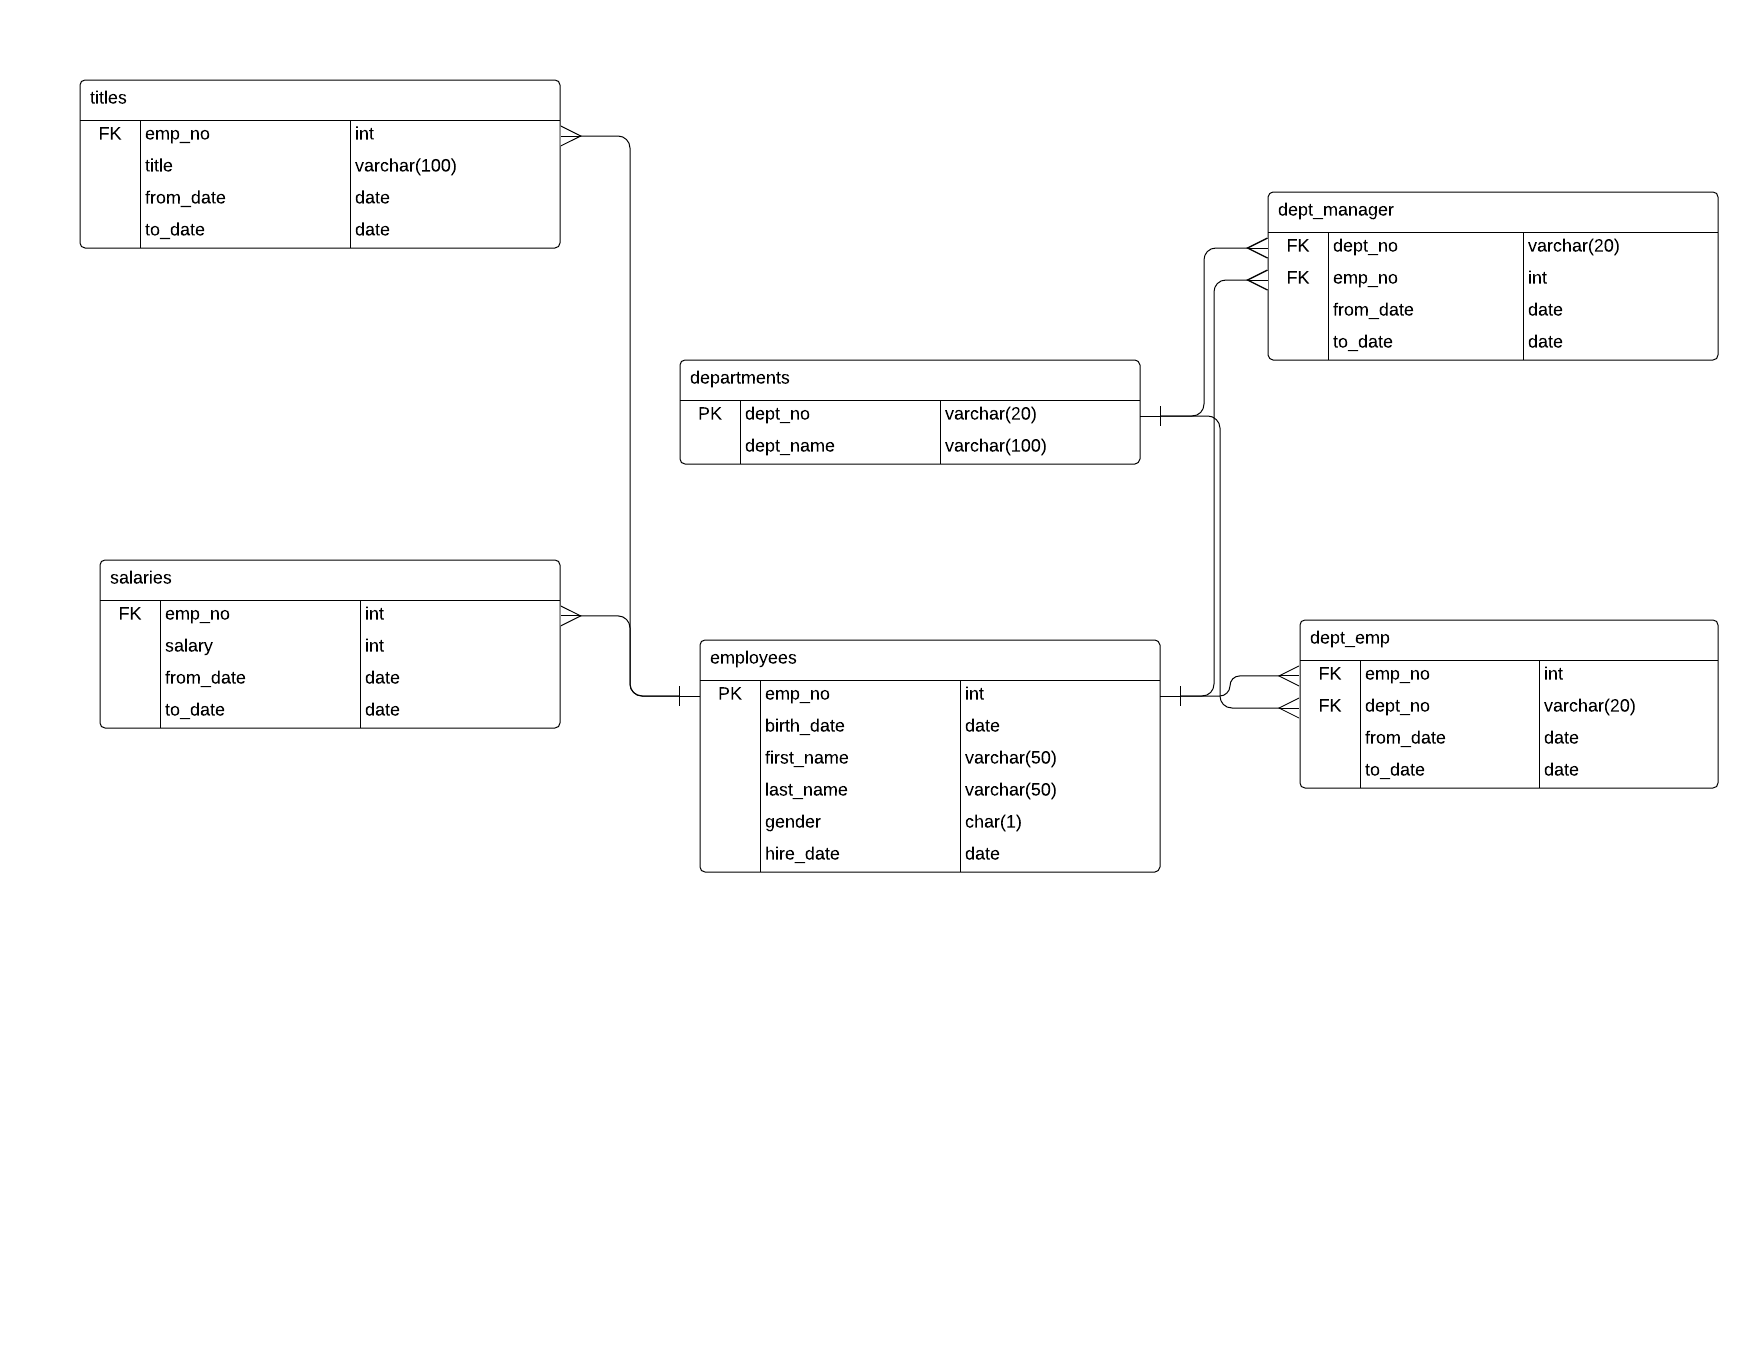 titles
FK emp_no int
title varchar(100)
from_date date
to_date date
dept_manager
FK dept_no varchar(20)
FK emp_no int
from_date date
to_date date
departments
PK dept_no varchar(20)
dept_name varchar(100)
salaries
FK emp_no int
salary int
from_date date
to_date date
employees
PK emp_no int
birth_date date
first_name varchar(50)
last_name varchar(50)
gender char(1)
hire_date date
dept_emp
FK emp_no int
FK dept_no varchar(20)
from_date date
to_date date